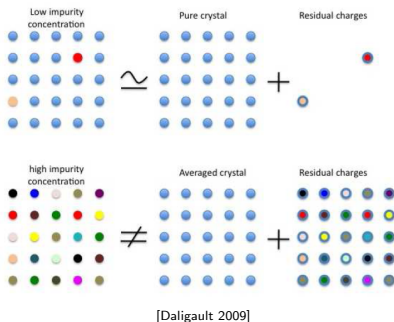 Low impurity
concentration
Pure crystal
Residual charges
≃
+
high impurity
concentration
Averaged crystal
Residual charges
≠
+
[Daligault 2009]